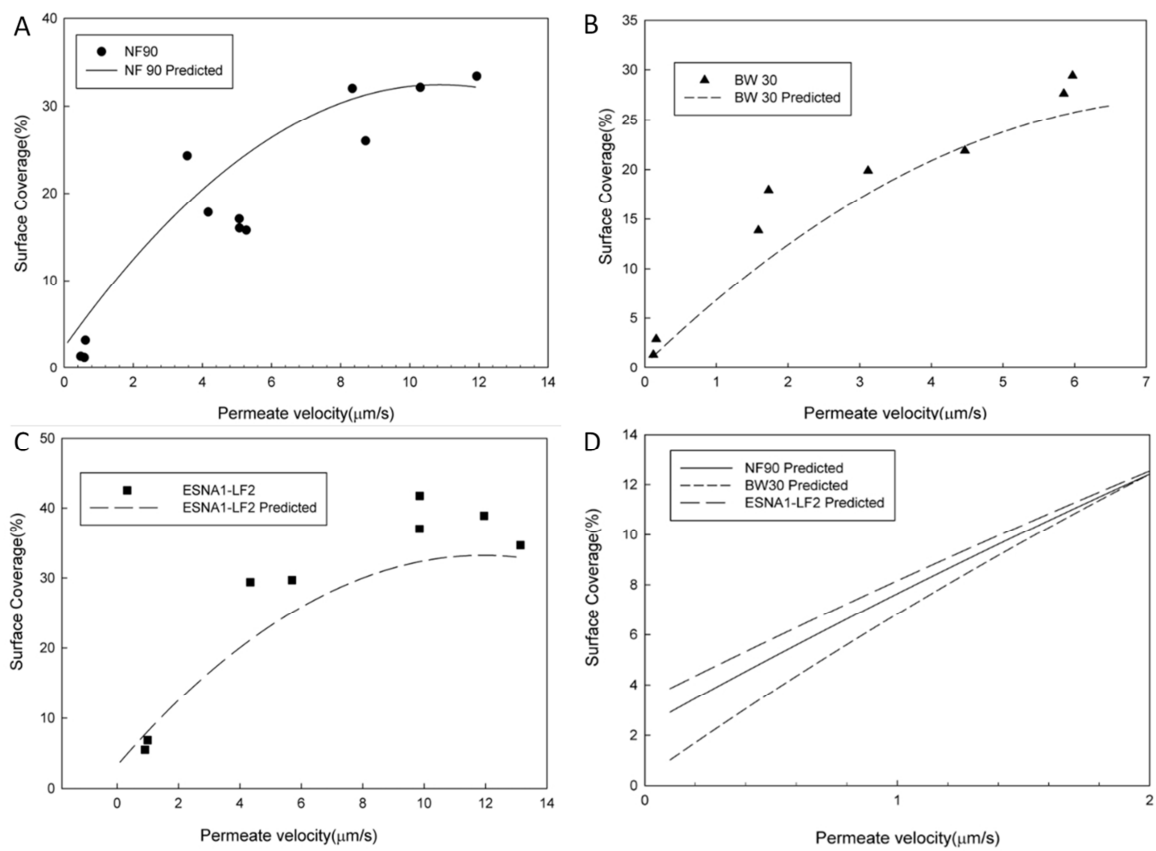 A
40
30
20
10
0
Surface Coverage(%)
NF90
NF 90 Predicted
0 2 4 6 8 10 12 14
Permeate velocity(μm/s)
B
35
30
25
20
15
10
5
0
Surface Coverage(%)
BW 30
BW 30 Predicted
0 1 2 3 4 5 6 7
Permeate velocity(μm/s)
C
50
40
30
20
10
0
Surface Coverage(%)
ESNA1-LF2
ESNA1-LF2 Predicted
0 2 4 6 8 10 12 14
Permeate velocity(μm/s)
D
14
12
10
8
6
4
2
0
Surface Coverage(%)
NF90 Predicted
BW30 Predicted
ESNA1-LF2 Predicted
0 1 2
Permeate velocity(μm/s)